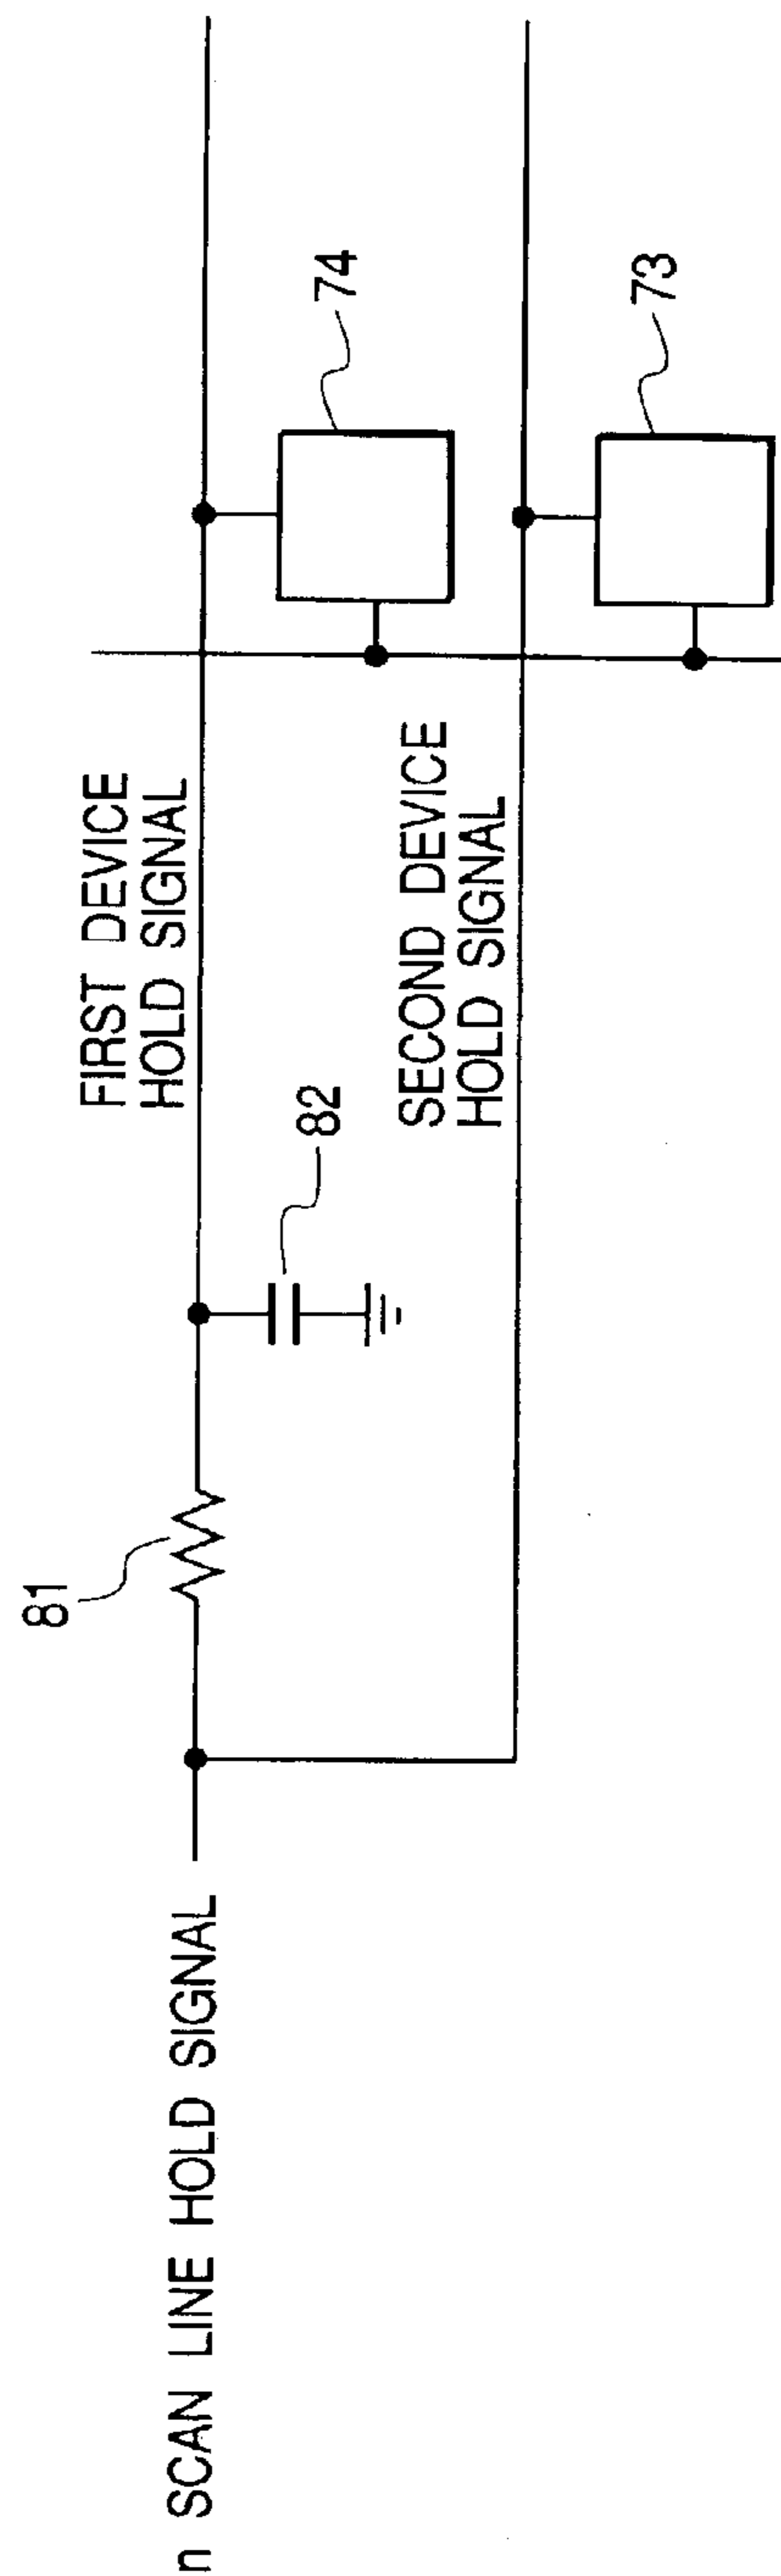 n SCAN LINE HOLD SIGNAL
81
82
FIRST DEVICE
HOLD SIGNAL
SECOND DEVICE
HOLD SIGNAL
74
73